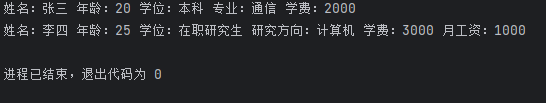 姓名：张三 年龄：20 学位：本科 专业：通信 学费：2000
姓名：李四 年龄：25 学位：在职研究生 研究方向：计算机 学费：3000 月工资：1000
进程已结束，退出代码为 0